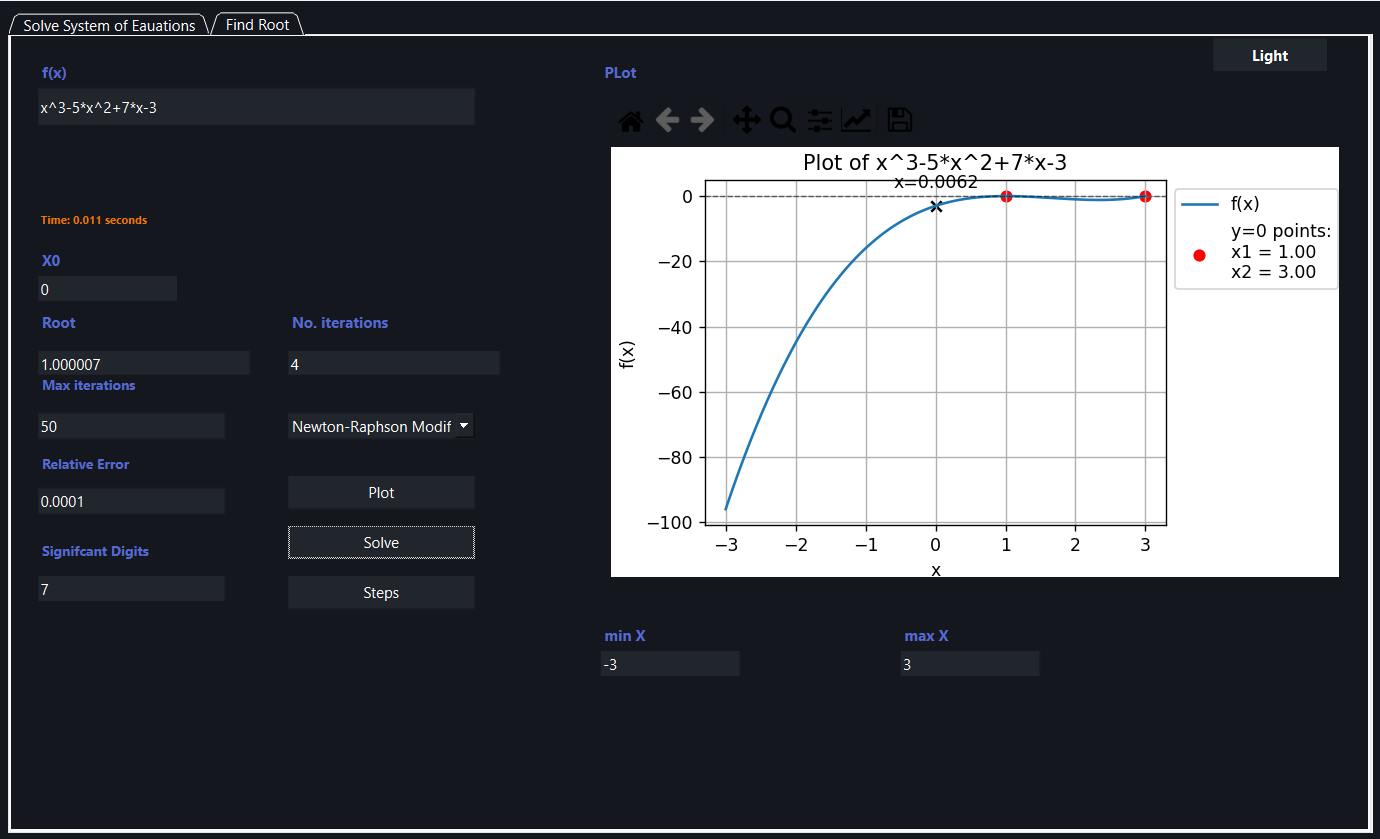 Solve System of Eauations
Find Root
Light
f(x)
x^3-5*x^2+7*x-3
Time: 0.011 seconds
X0
0
Root
No. iterations
1.000007
4
Max iterations
50
Newton-Raphson Modif
Relative Error
0.0001
Plot
Solve
Signifcant Digits
7
Steps
PLot
Plot of x^3-5*x^2+7*x-3
x=0.0062
0
−20
−40
−60
−80
−100
f(x)
−3
−2
−1
0
1
2
3
x
f(x)
y=0 points:
x1 = 1.00
x2 = 3.00
min X
max X
-3
3